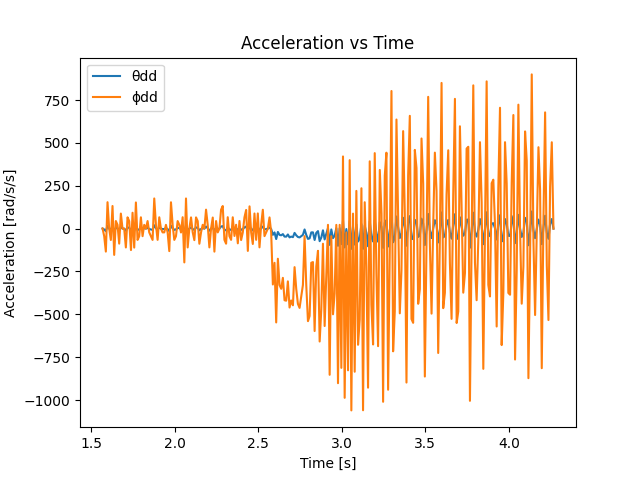 Acceleration vs Time
θdd
ϕdd
Acceleration [rad/s/s]
750
500
250
0
−250
−500
−750
−1000
1.5 2.0 2.5 3.0 3.5 4.0
Time [s]